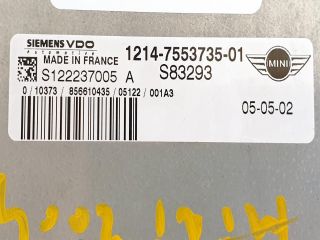 SIEMENS VDO
Automotive
MADE IN FRANCE
1214-7553735-01
S122237005 A
S83293
MINI
0 / 10373 / 856610435 / 05122 / 001A3
05-05-02